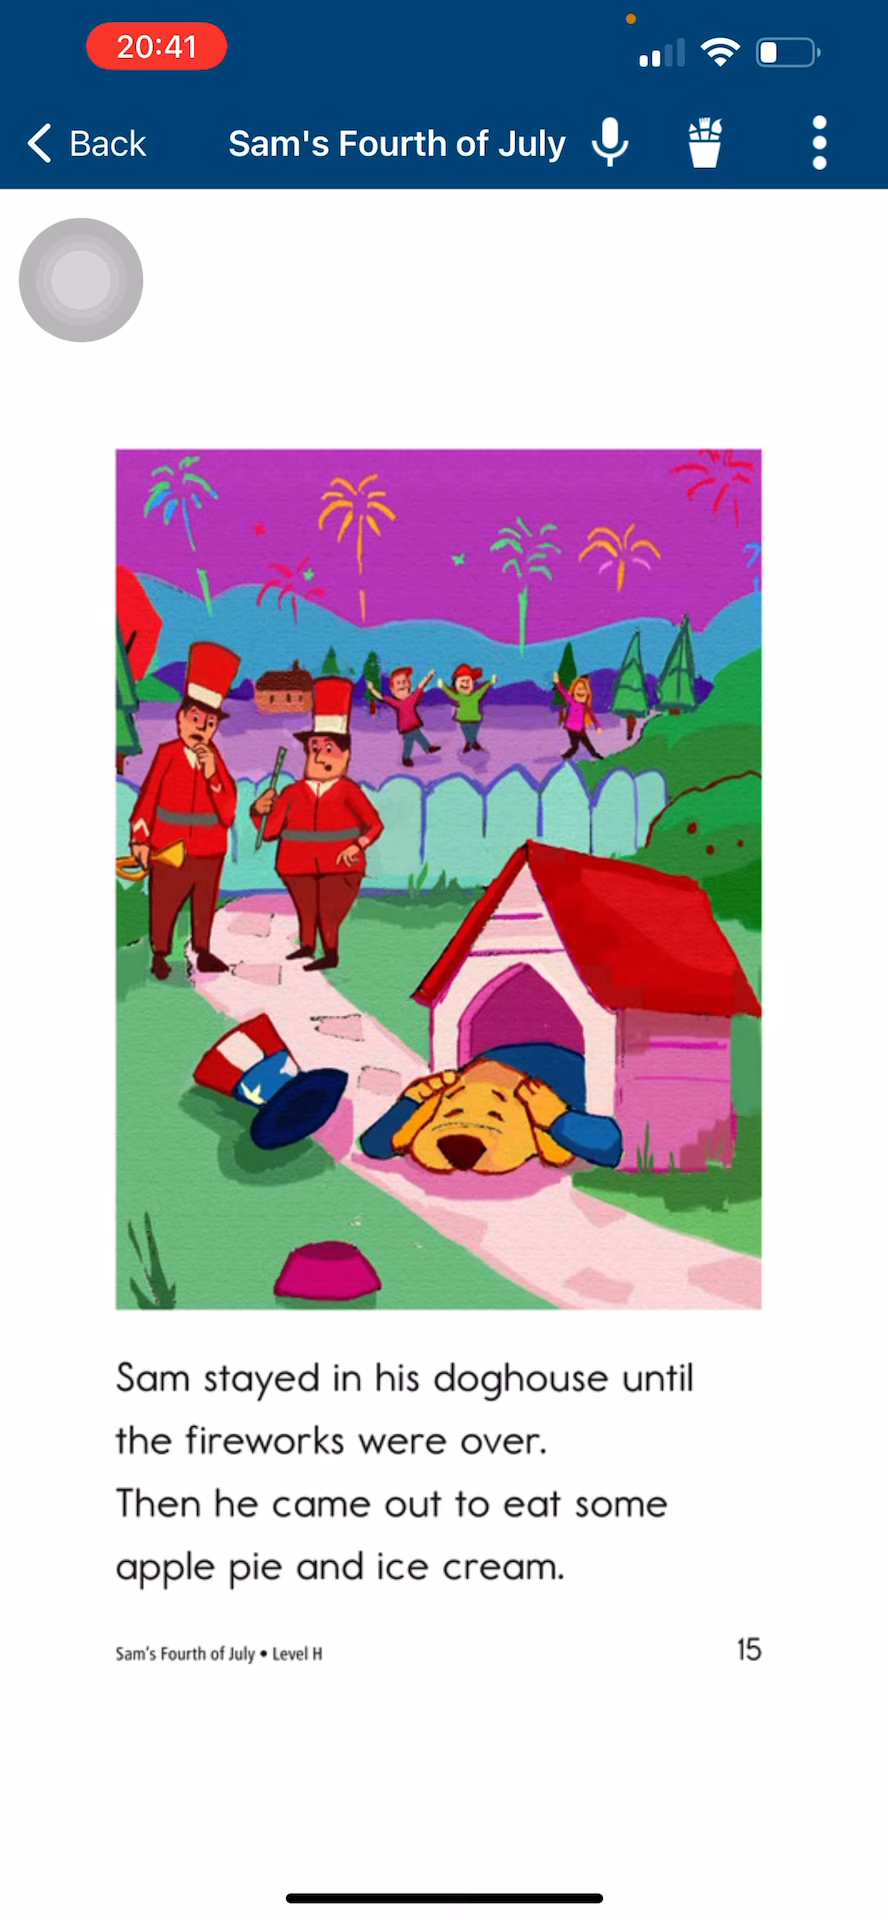 20:41
Back Sam's Fourth of July
Sam stayed in his doghouse until
the fireworks were over.
Then he came out to eat some
apple pie and ice cream.
Sam's Fourth of July • Level H 15